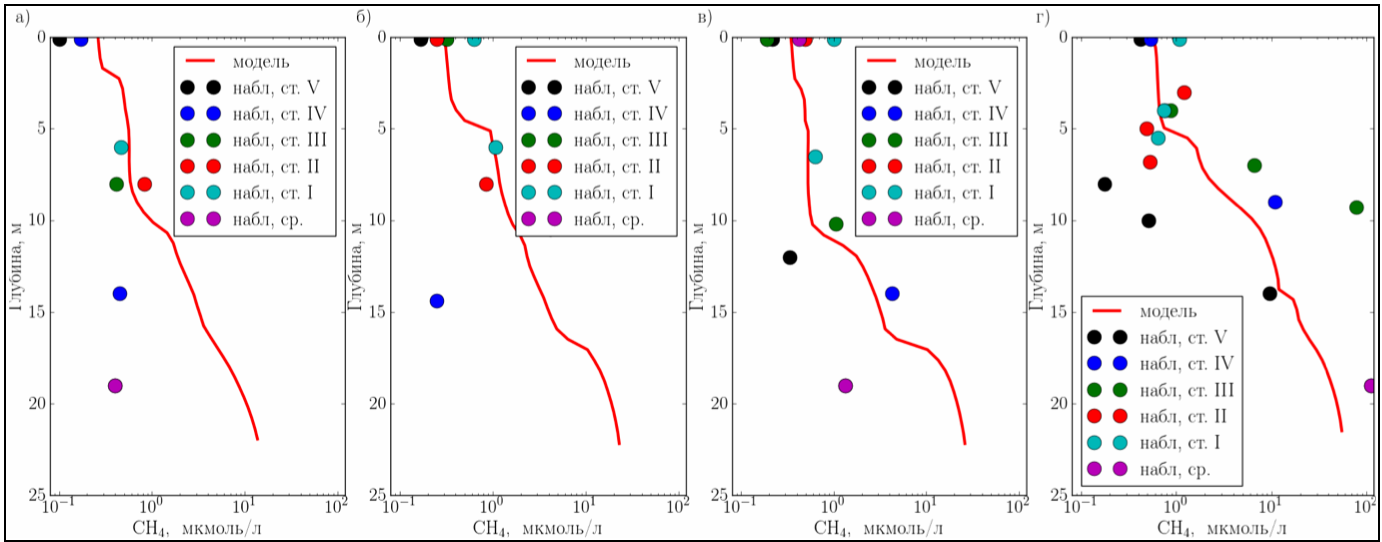 а)
0
5
10
15
20
25
Глубина, м
10⁻¹ 10⁰ 10¹ 10²
CH₄, мкмоль/л
модель
набл, ст. V
набл, ст. IV
набл, ст. III
набл, ст. II
набл, ст. I
набл, ср.
б)
0
5
10
15
20
25
Глубина, м
10⁻¹ 10⁰ 10¹ 10²
CH₄, мкмоль/л
модель
набл, ст. V
набл, ст. IV
набл, ст. III
набл, ст. II
набл, ст. I
набл, ср.
в)
0
5
10
15
20
25
Глубина, м
10⁻¹ 10⁰ 10¹ 10²
CH₄, мкмоль/л
модель
набл, ст. V
набл, ст. IV
набл, ст. III
набл, ст. II
набл, ст. I
набл, ср.
г)
0
5
10
15
20
25
Глубина, м
10⁻¹ 10⁰ 10¹ 10²
CH₄, мкмоль/л
модель
набл, ст. V
набл, ст. IV
набл, ст. III
набл, ст. II
набл, ст. I
набл, ср.